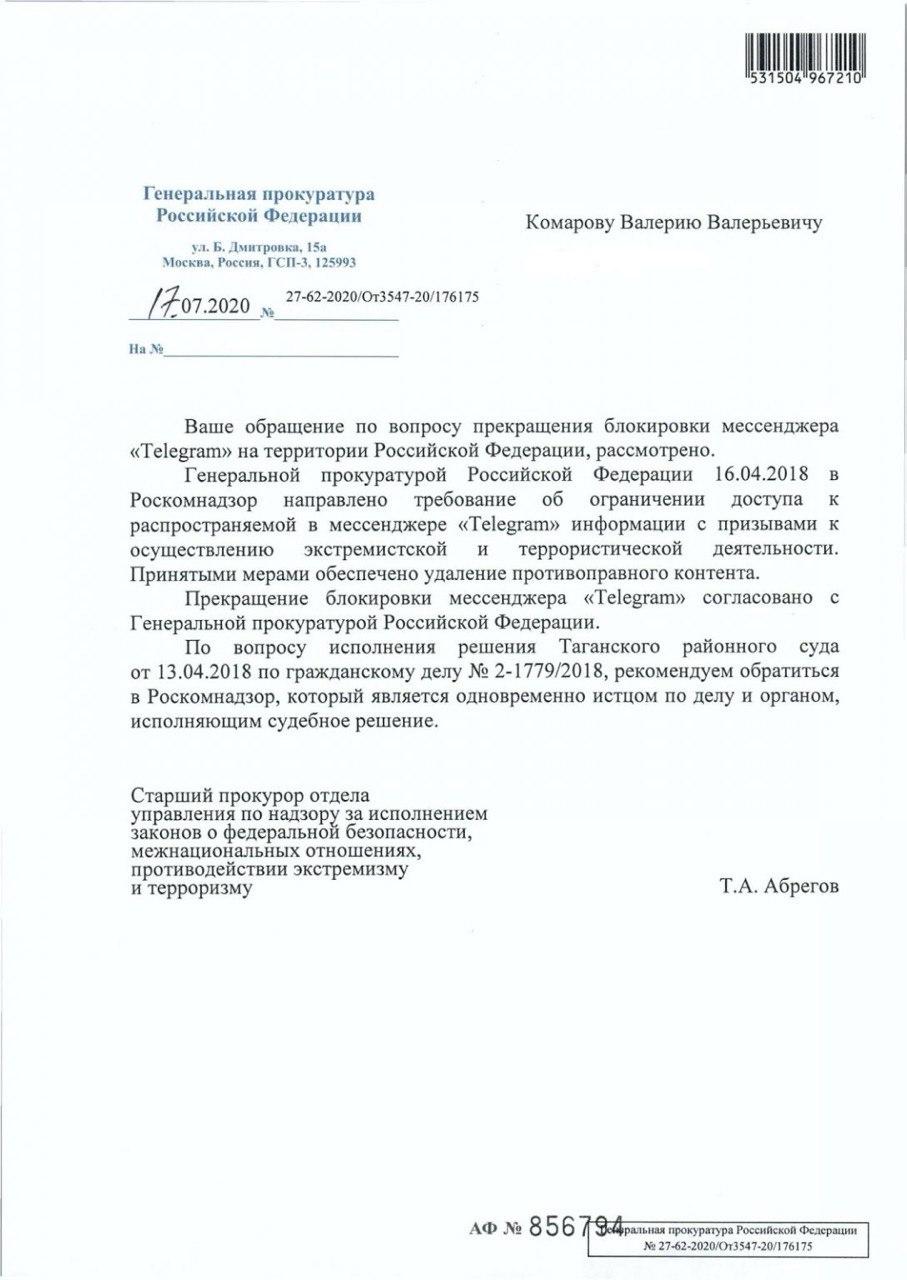 531504 967210
Генеральная прокуратура
Российской Федерации
ул. Б. Дмитровка, 15а
Москва, Россия, ГСП-3, 125993
Комарову Валерию Валерьевичу
17.07.2020 № 27-62-2020/От3547-20/176175
На №
Ваше обращение по вопросу прекращения блокировки мессенджера
«Telegram» на территории Российской Федерации, рассмотрено.
Генеральной прокуратурой Российской Федерации 16.04.2018 в
Роскомнадзор направлено требование об ограничении доступа к
распространяемой в мессенджере «Telegram» информации с призывами к
осуществлению экстремистской и террористической деятельности.
Принятыми мерами обеспечено удаление противоправного контента.
Прекращение блокировки мессенджера «Telegram» согласовано с
Генеральной прокуратурой Российской Федерации.
По вопросу исполнения решения Таганского районного суда
от 13.04.2018 по гражданскому делу № 2-1779/2018, рекомендуем обратиться
в Роскомнадзор, который является одновременно истцом по делу и органом,
исполняющим судебное решение.
Старший прокурор отдела
управления по надзору за исполнением
законов о федеральной безопасности,
межнациональных отношениях,
противодействии экстремизму
и терроризму
Т.А. Абрегов
АФ № 856794
Генеральная прокуратура Российской Федерации
№ 27-62-2020/От3547-20/176175